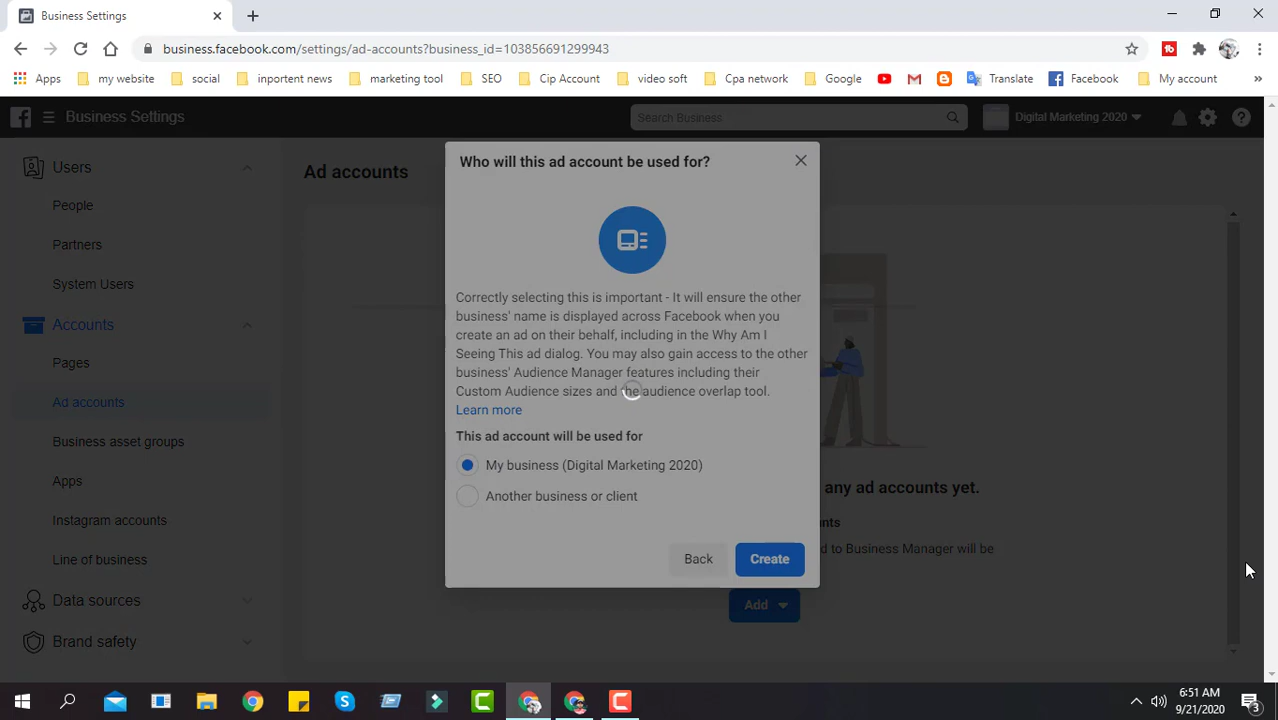 Business Settings
business.facebook.com/settings/ad-accounts?business_id=103856691299943
Apps
my website
social
inportent news
marketing tool
SEO
Cip Account
video soft
Cpa network
Google
Translate
Facebook
My account
Business Settings
Search Business
Digital Marketing 2020
Users
People
Partners
System Users
Accounts
Pages
Ad accounts
Business asset groups
Apps
Instagram accounts
Line of business
Data sources
Brand safety
Ad accounts
Who will this ad account be used for?
Correctly selecting this is important - It will ensure the other
business' name is displayed across Facebook when you
create an ad on their behalf, including in the Why Am I
Seeing This ad dialog. You may also gain access to the other
business' Audience Manager features including their
Custom Audience sizes and the audience overlap tool.
Learn more
This ad account will be used for
My business (Digital Marketing 2020)
Another business or client
Back
Create
any ad accounts yet.
d to Business Manager will be
Add
6:51 AM
9/21/2020
3